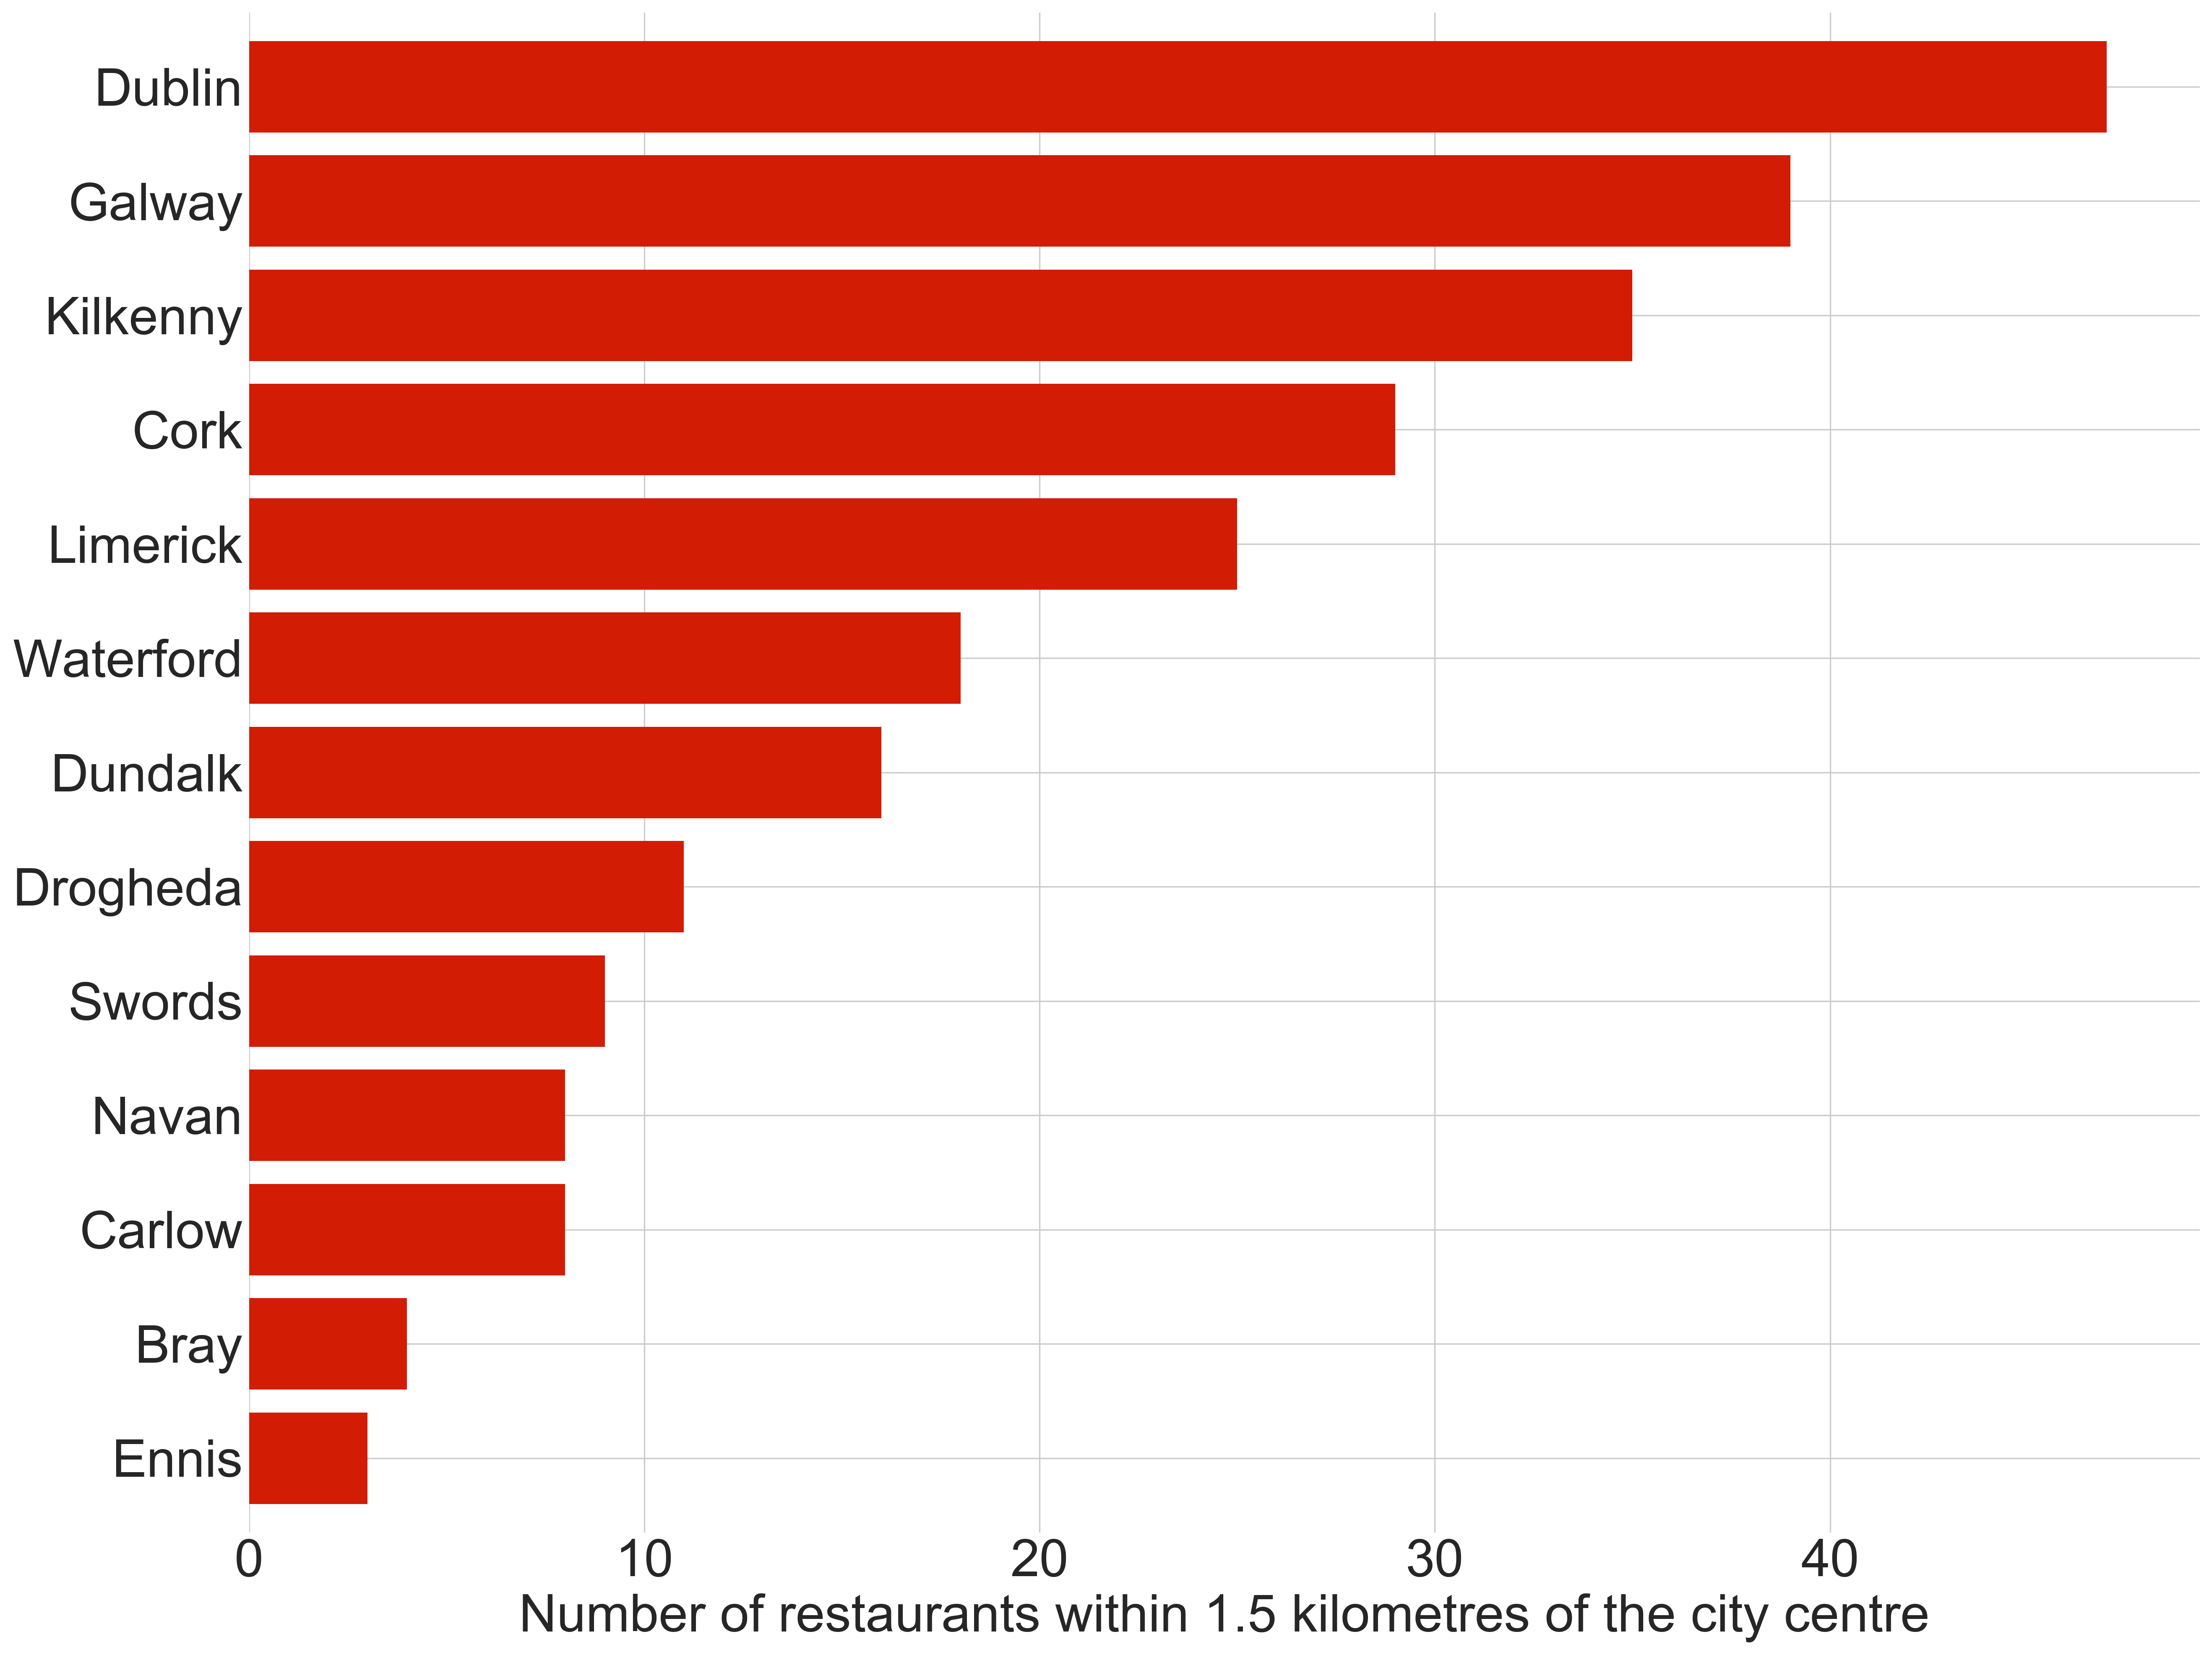 Dublin
Galway
Kilkenny
Cork
Limerick
Waterford
Dundalk
Drogheda
Swords
Navan
Carlow
Bray
Ennis
0 10 20 30 40
Number of restaurants within 1.5 kilometres of the city centre